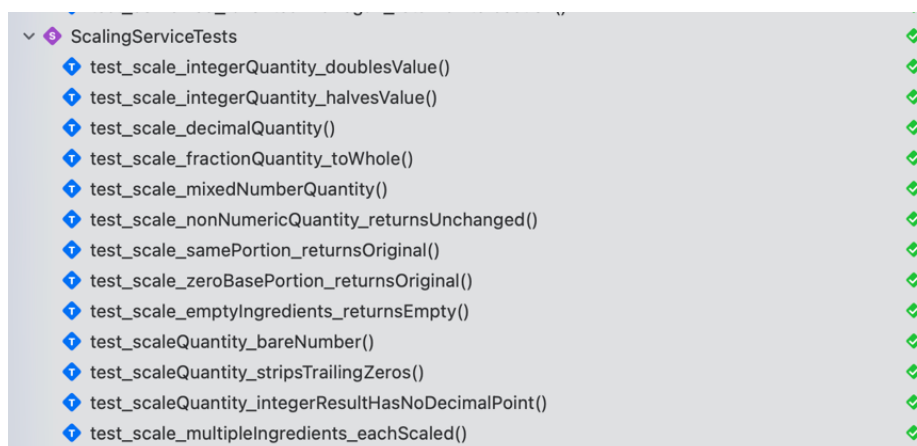 ScalingServiceTests
test_scale_integerQuantity_doublesValue()
test_scale_integerQuantity_halvesValue()
test_scale_decimalQuantity()
test_scale_fractionQuantity_toWhole()
test_scale_mixedNumberQuantity()
test_scale_nonNumericQuantity_returnsUnchanged()
test_scale_samePortion_returnsOriginal()
test_scale_zeroBasePortion_returnsOriginal()
test_scale_emptyIngredients_returnsEmpty()
test_scaleQuantity_bareNumber()
test_scaleQuantity_stripsTrailingZeros()
test_scaleQuantity_integerResultHasNoDecimalPoint()
test_scale_multipleIngredients_eachScaled()